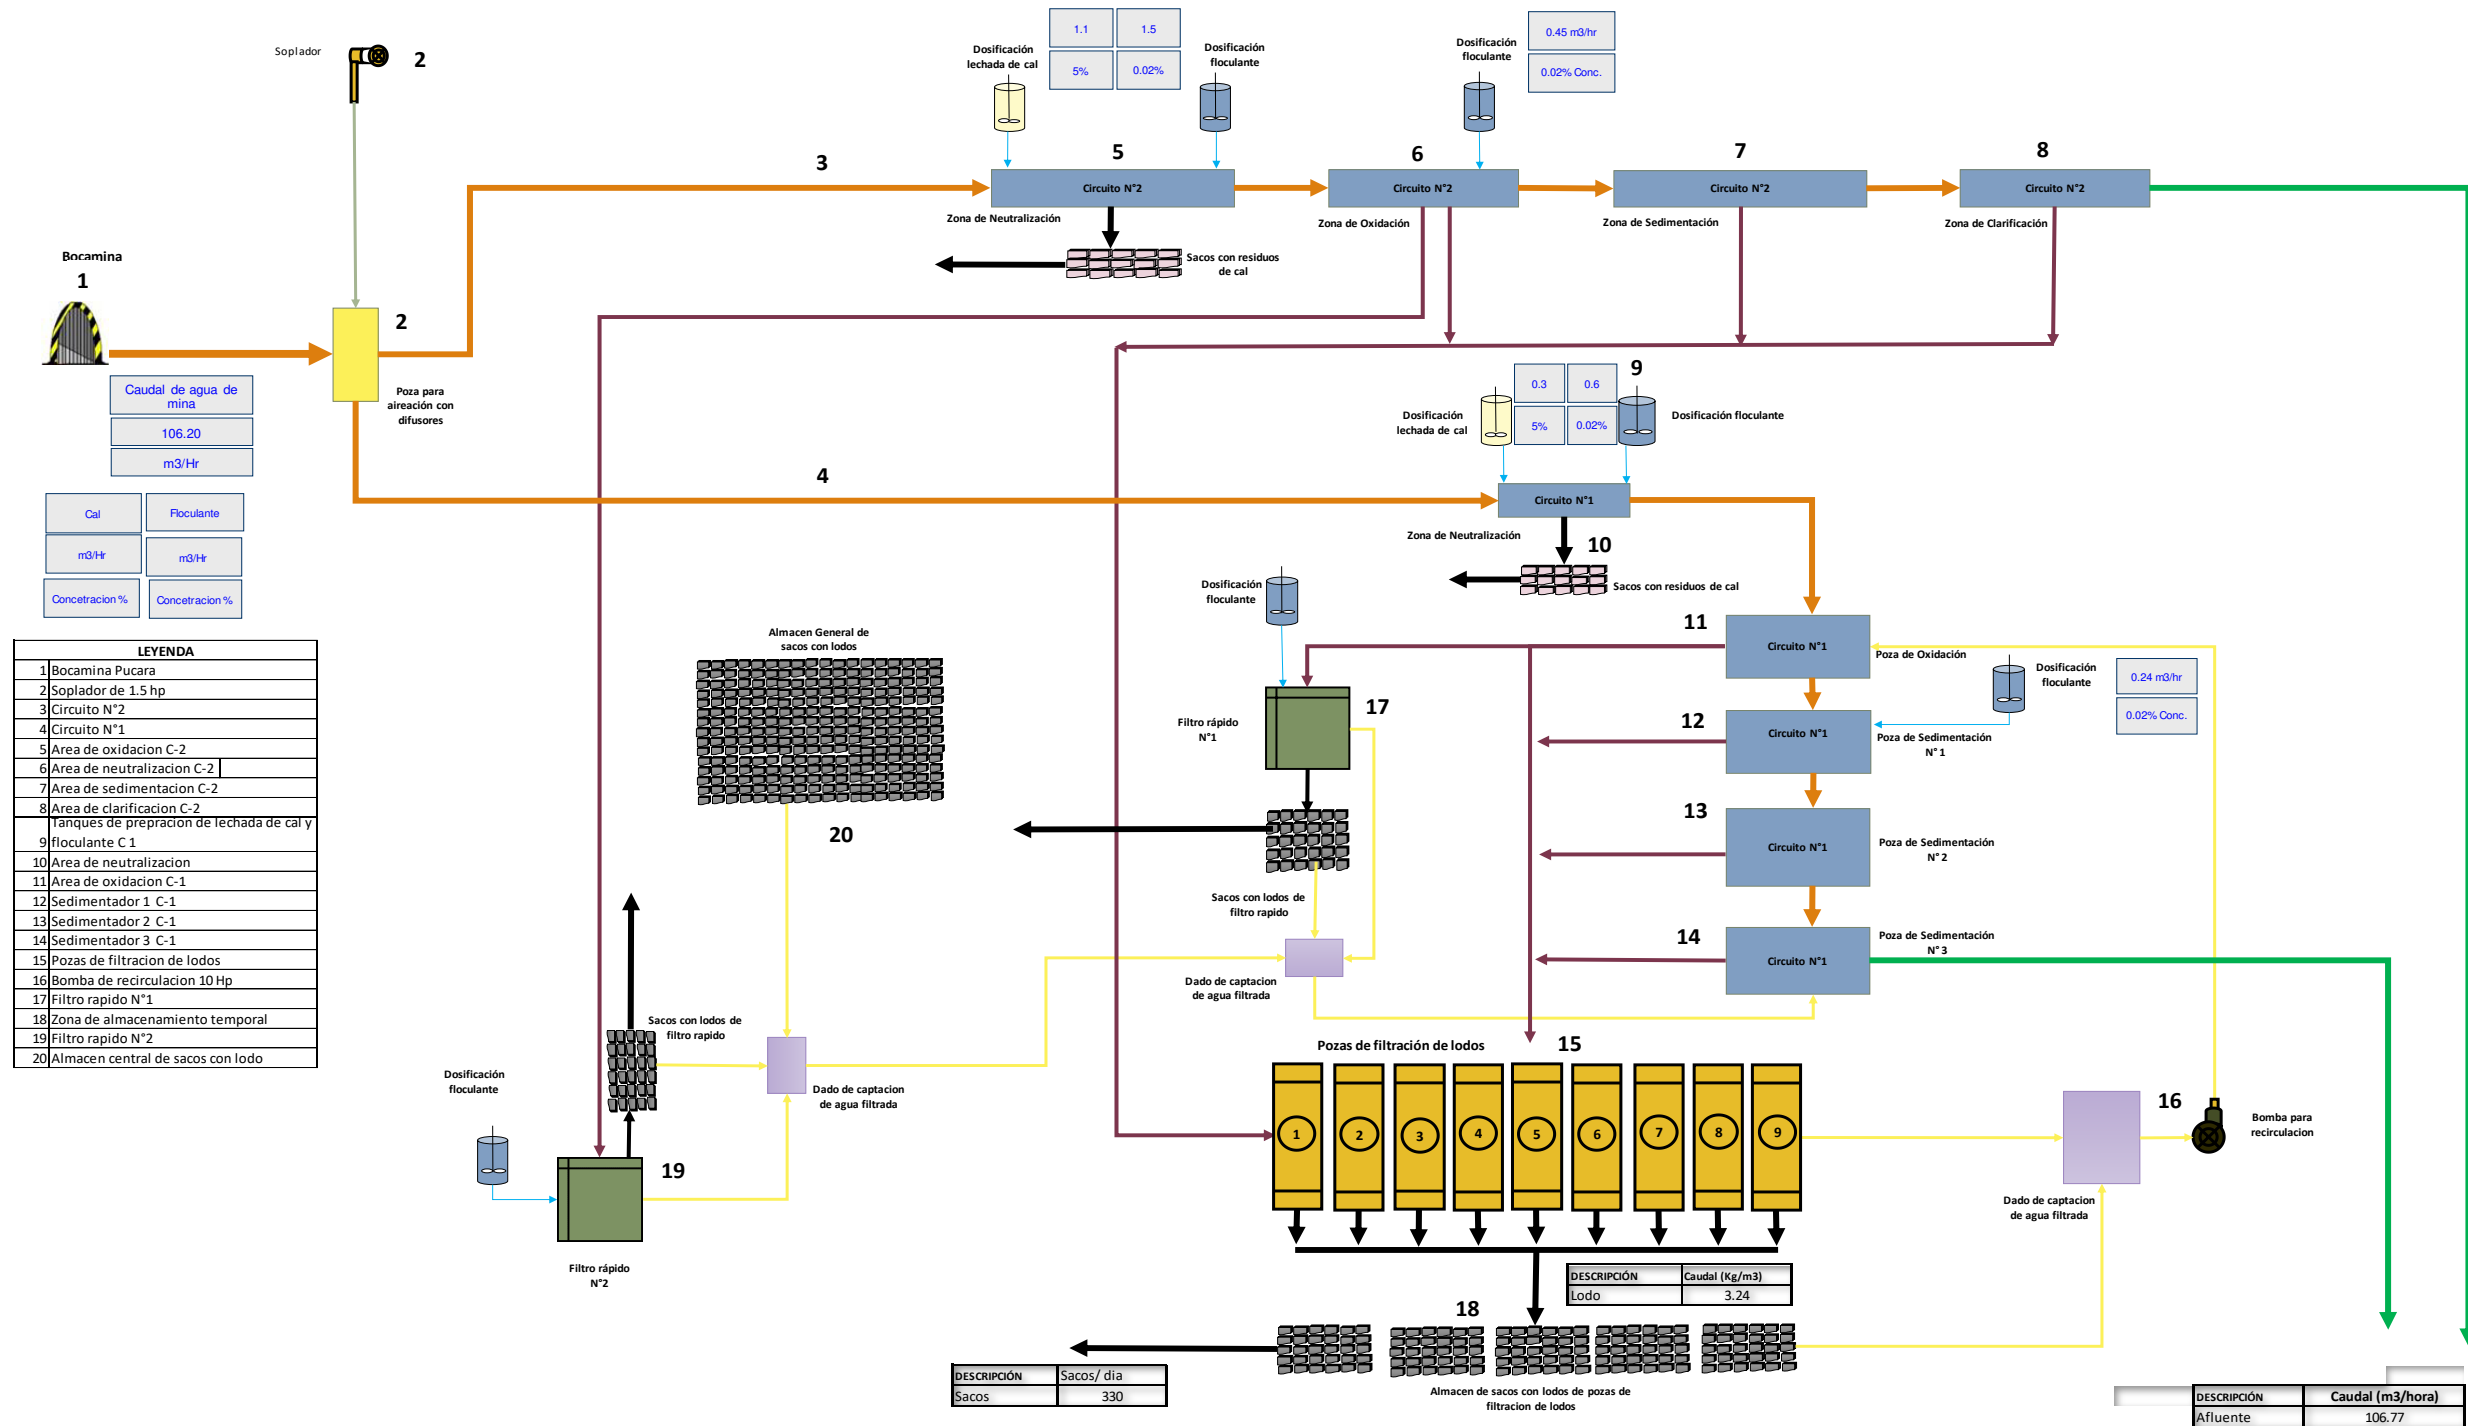 Soplador
2
Dosificación
lechada de cal
1.1
1.5
5%
0.02%
Dosificación
floculante
Dosificación
floculante
0.45 m3/hr
0.02% Conc.
3
5
6
7
8
Circuito N°2
Circuito N°2
Circuito N°2
Circuito N°2
Zona de Neutralización
Zona de Oxidación
Zona de Sedimentación
Zona de Clarificación
Sacos con residuos
de cal
Bocamina
1
2
Poza para
aireación con
difusores
Caudal de agua de
mina
106.20
m3/Hr
Cal
Floculante
m3/Hr
m3/Hr
Concetracion %
Concetracion %
4
9
Dosificación
lechada de cal
0.3
0.6
5%
0.02%
Dosificación floculante
Circuito N°1
Zona de Neutralización
10
Sacos con residuos de cal
LEYENDA
1 Bocamina Pucara
2 Soplador de 1.5 hp
3 Circuito N°2
4 Circuito N°1
5 Area de oxidacion C-2
6 Area de neutralizacion C-2
7 Area de sedimentacion C-2
8 Area de clarificacion C-2
Tanques de prepracion de lechada de cal y
9 floculante C 1
10 Area de neutralizacion
11 Area de oxidacion C-1
12 Sedimentador 1 C-1
13 Sedimentador 2 C-1
14 Sedimentador 3 C-1
15 Pozas de filtracion de lodos
16 Bomba de recirculacion 10 Hp
17 Filtro rapido N°1
18 Zona de almacenamiento temporal
19 Filtro rapido N°2
20 Almacen central de sacos con lodo
Almacen General de
sacos con lodos
20
Dosificación
floculante
Filtro rápido
N°1
17
11
Circuito N°1
Poza de Oxidación
Dosificación
floculante
0.24 m3/hr
0.02% Conc.
12
Circuito N°1
Poza de Sedimentación
N° 1
13
Circuito N°1
Poza de Sedimentación
N° 2
14
Circuito N°1
Poza de Sedimentación
N° 3
Sacos con lodos de
filtro rapido
Dado de captacion
de agua filtrada
Sacos con lodos de
filtro rapido
Dado de captacion
de agua filtrada
Dosificación
floculante
19
Filtro rápido
N°2
Pozas de filtración de lodos
15
1
2
3
4
5
6
7
8
9
16
Bomba para
recirculacion
Dado de captacion
de agua filtrada
DESCRIPCIÓN Caudal (Kg/m3)
Lodo 3.24
18
DESCRIPCIÓN Sacos/ dia
Sacos 330
Almacen de sacos con lodos de pozas de
filtracion de lodos
DESCRIPCIÓN Caudal (m3/hora)
Afluente 106.77